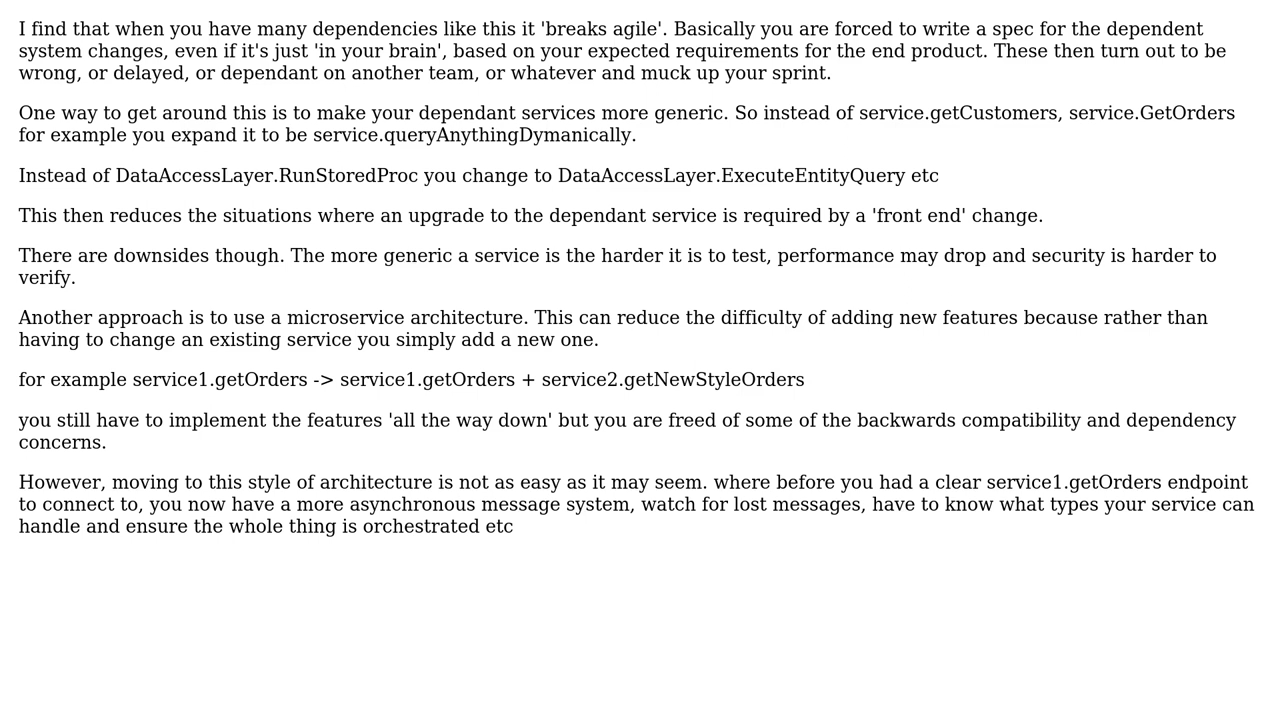 I find that when you have many dependencies like this it 'breaks agile'. Basically you are forced to write a spec for the dependent
system changes, even if it's just 'in your brain', based on your expected requirements for the end product. These then turn out to be
wrong, or delayed, or dependant on another team, or whatever and muck up your sprint.
One way to get around this is to make your dependant services more generic. So instead of service.getCustomers, service.GetOrders
for example you expand it to be service.queryAnythingDymanically.
Instead of DataAccessLayer.RunStoredProc you change to DataAccessLayer.ExecuteEntityQuery etc
This then reduces the situations where an upgrade to the dependant service is required by a 'front end' change.
There are downsides though. The more generic a service is the harder it is to test, performance may drop and security is harder to
verify.
Another approach is to use a microservice architecture. This can reduce the difficulty of adding new features because rather than
having to change an existing service you simply add a new one.
for example service1.getOrders -> service1.getOrders + service2.getNewStyleOrders
you still have to implement the features 'all the way down' but you are freed of some of the backwards compatibility and dependency
concerns.
However, moving to this style of architecture is not as easy as it may seem. where before you had a clear service1.getOrders endpoint
to connect to, you now have a more asynchronous message system, watch for lost messages, have to know what types your service can
handle and ensure the whole thing is orchestrated etc